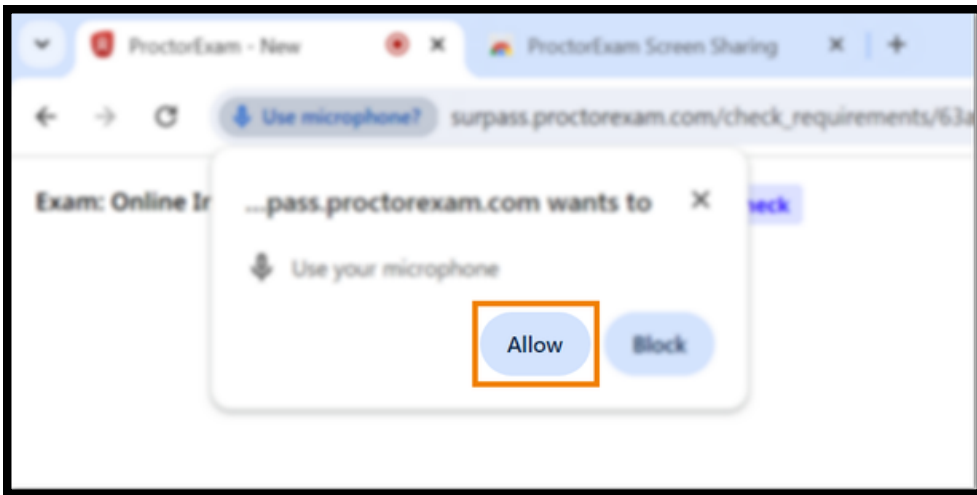 ProctorExam - New
ProctorExam Screen Sharing
Use microphone? surpass.proctorexam.com/check_requirements/63a
Exam: Online Ir
...pass.proctorexam.com wants to
heck
Use your microphone
Allow Block